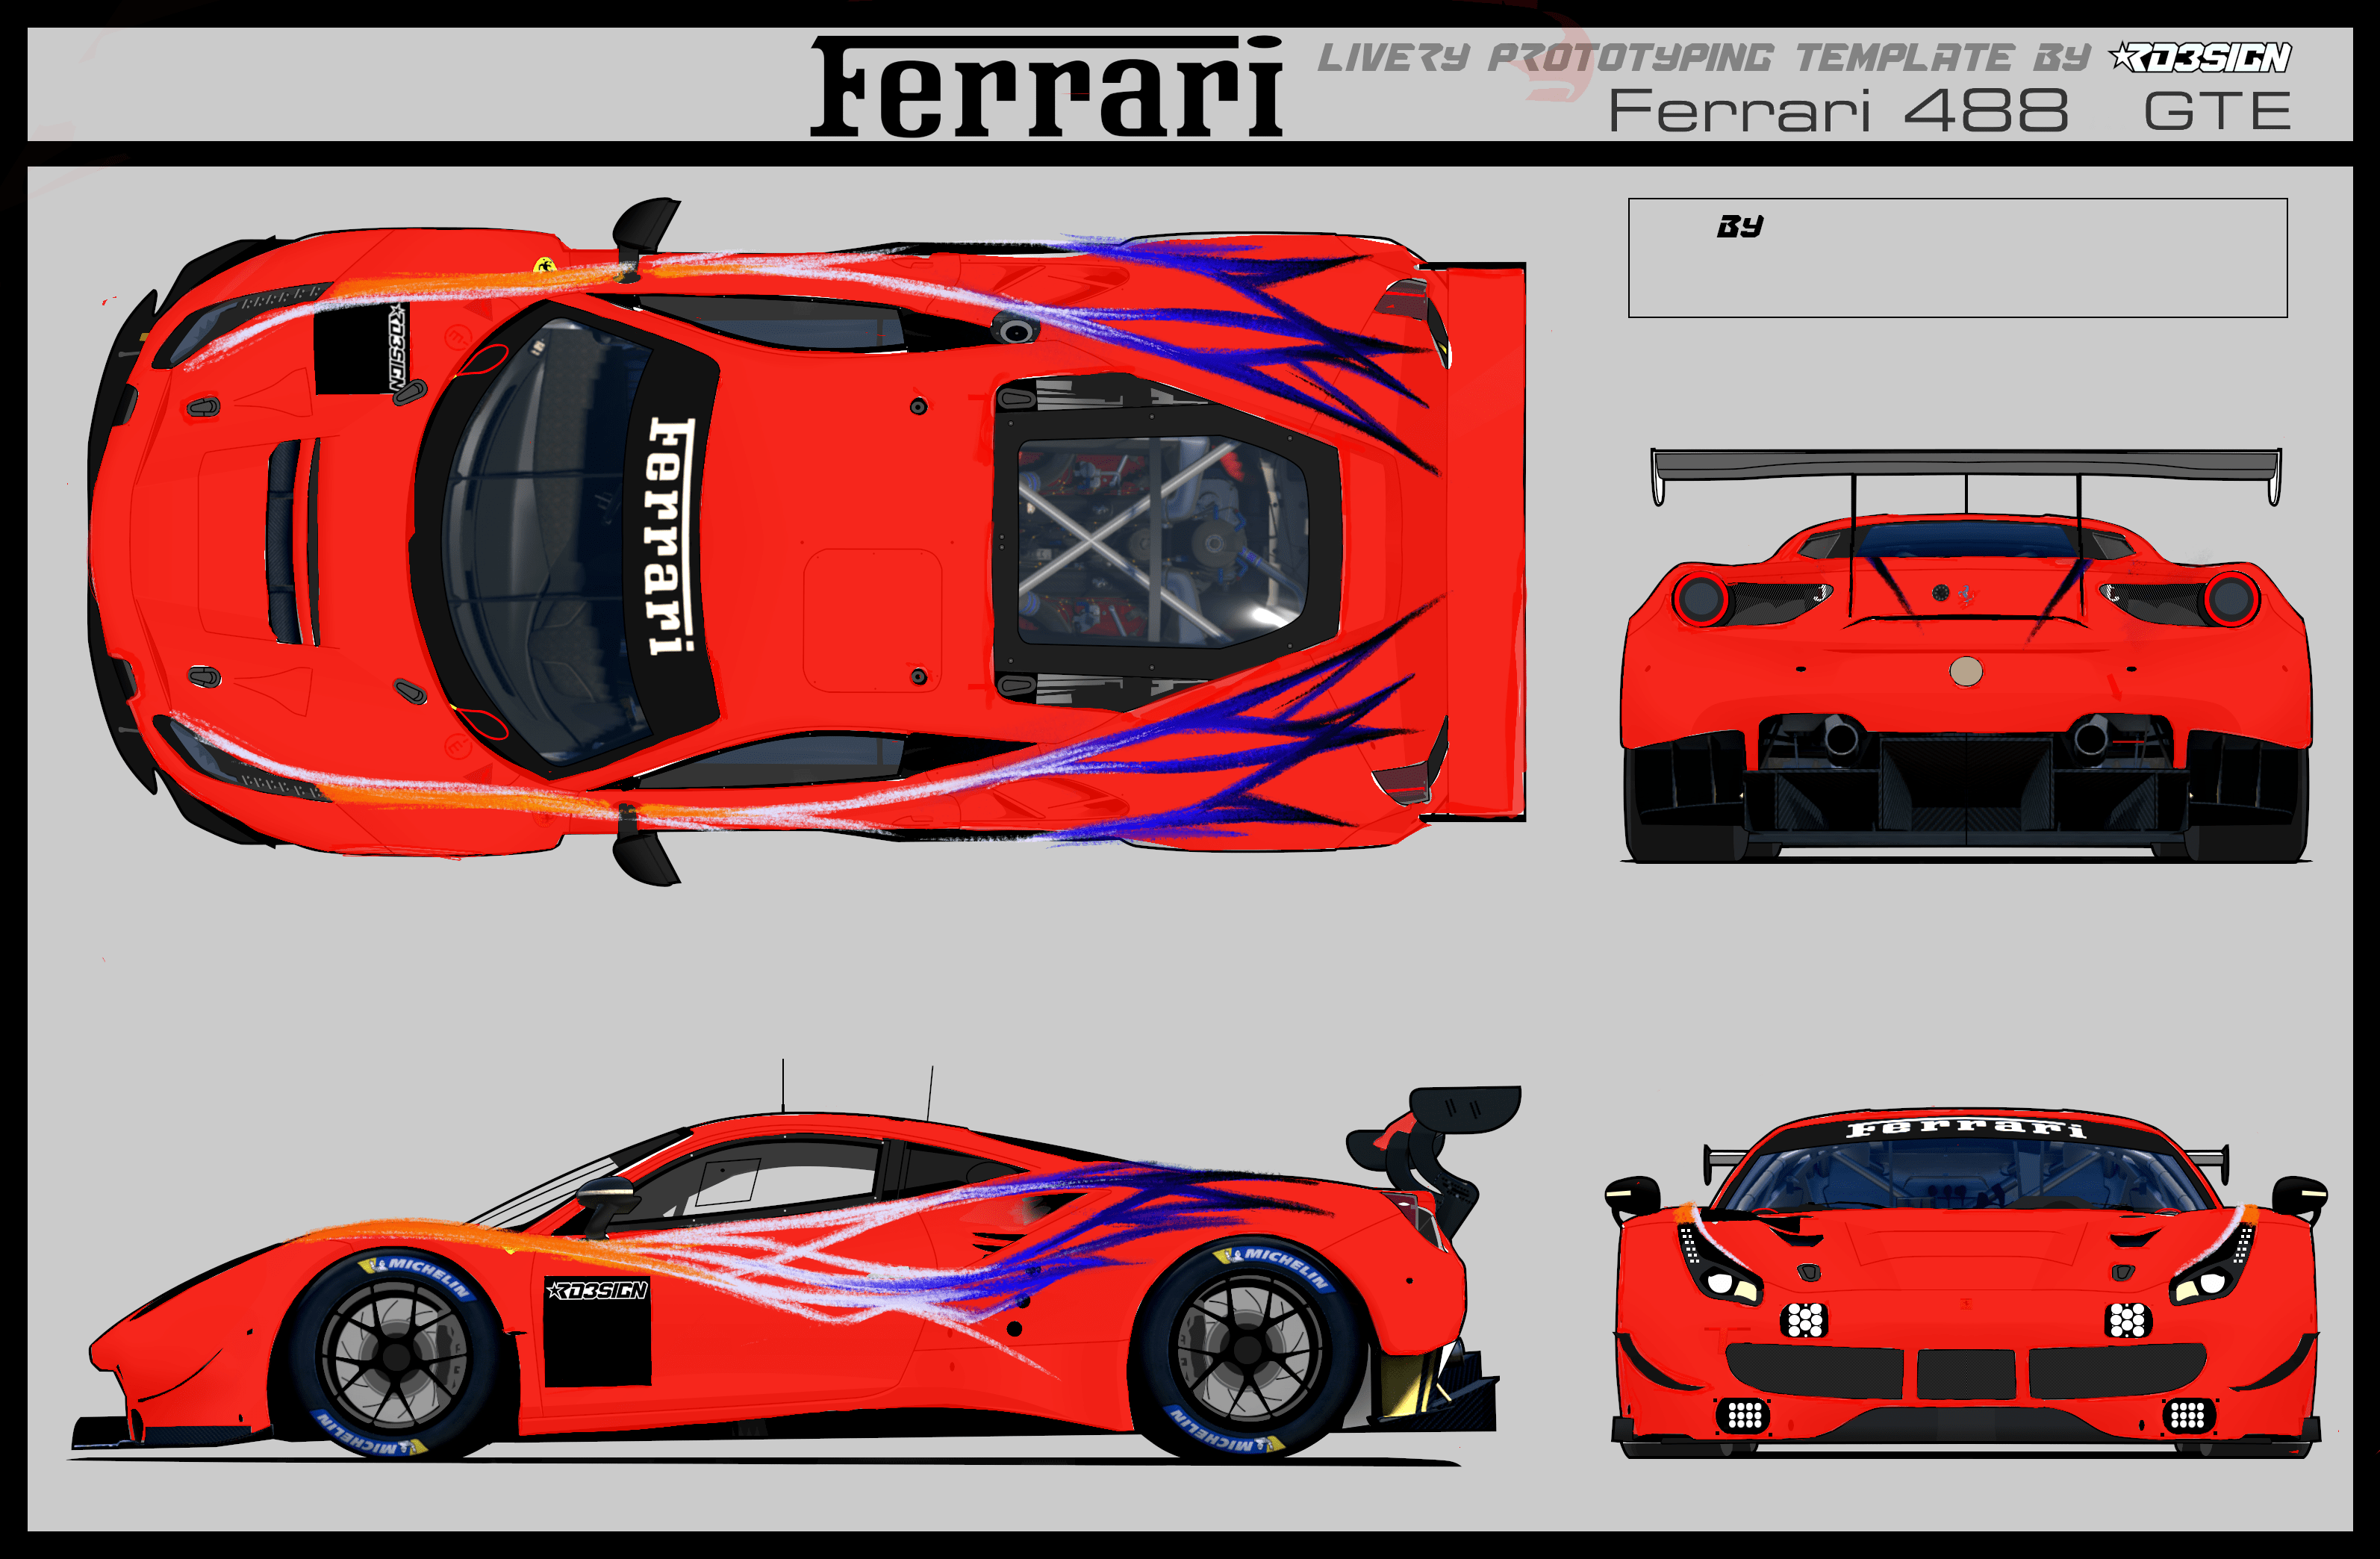 Ferrari
LIVERY PROTOTYPING TEMPLATE BY RD3SIGN
Ferrari 488 GTE
BY
RD3SIGN
Ferrari
RD3SIGN
MICHELIN
MICHELIN
MICHELIN
MICHELIN
Ferrari